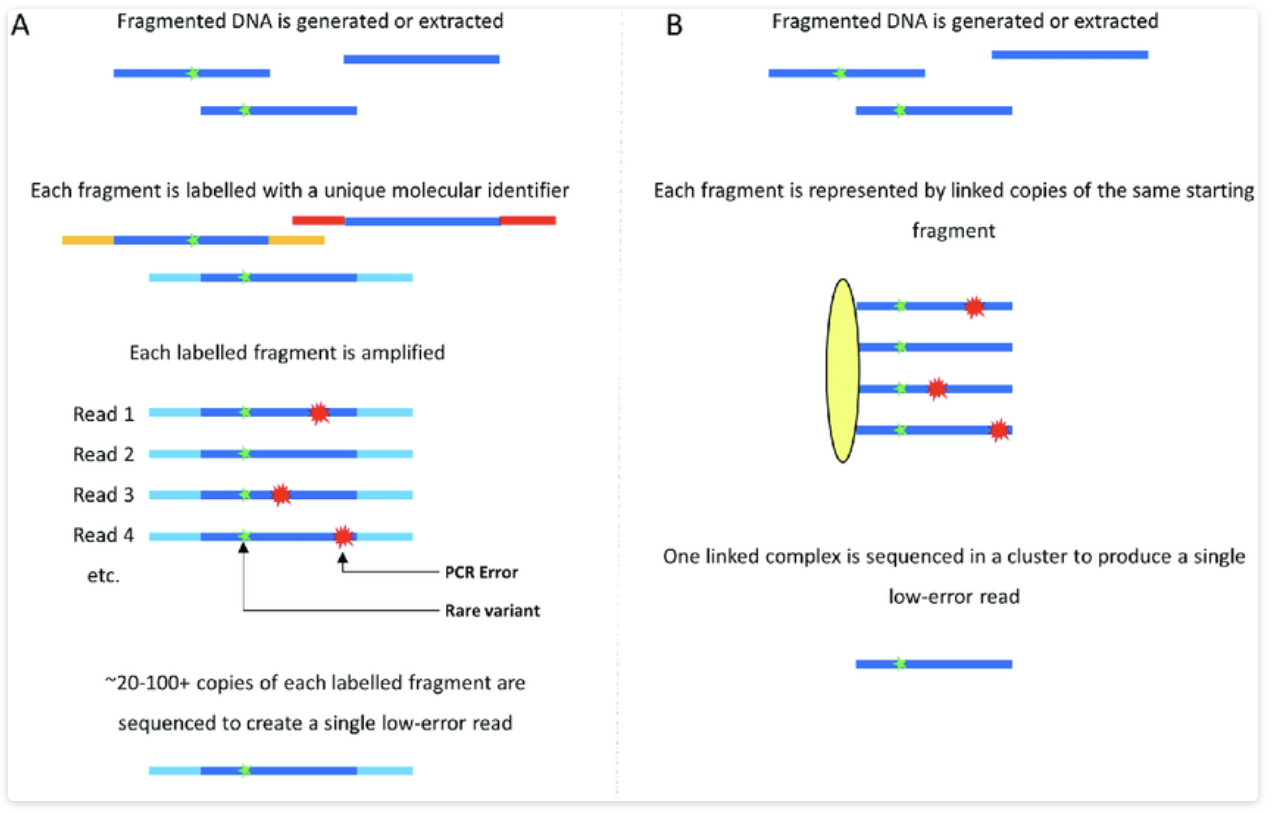 A
Fragmented DNA is generated or extracted
Each fragment is labelled with a unique molecular identifier
Each labelled fragment is amplified
Read 1
Read 2
Read 3
Read 4
etc.
PCR Error
Rare variant
~20-100+ copies of each labelled fragment are
sequenced to create a single low-error read
B
Fragmented DNA is generated or extracted
Each fragment is represented by linked copies of the same starting
fragment
One linked complex is sequenced in a cluster to produce a single
low-error read